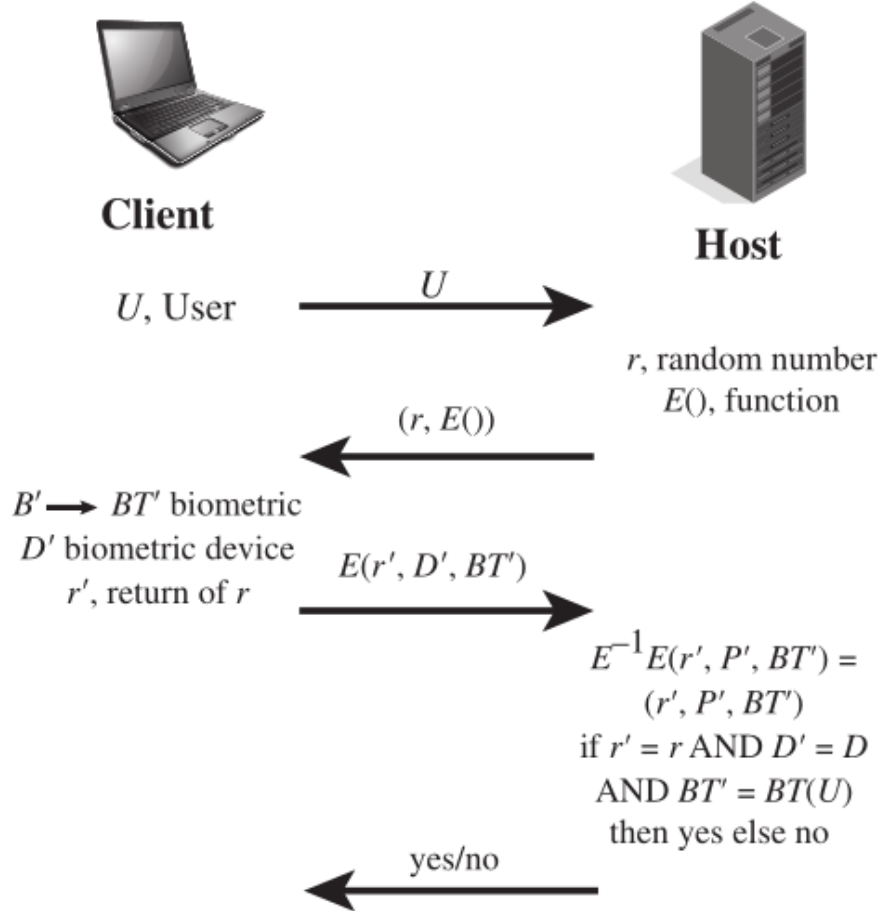 Client
Host
U, User
U
r, random number
E(), function
(r, E())
B′ → BT′ biometric
D′ biometric device
r′, return of r
E(r′, D′, BT′)
E⁻¹E(r′, P′, BT′) =
(r′, P′, BT′)
if r′ = r AND D′ = D
AND BT′ = BT(U)
then yes else no
yes/no